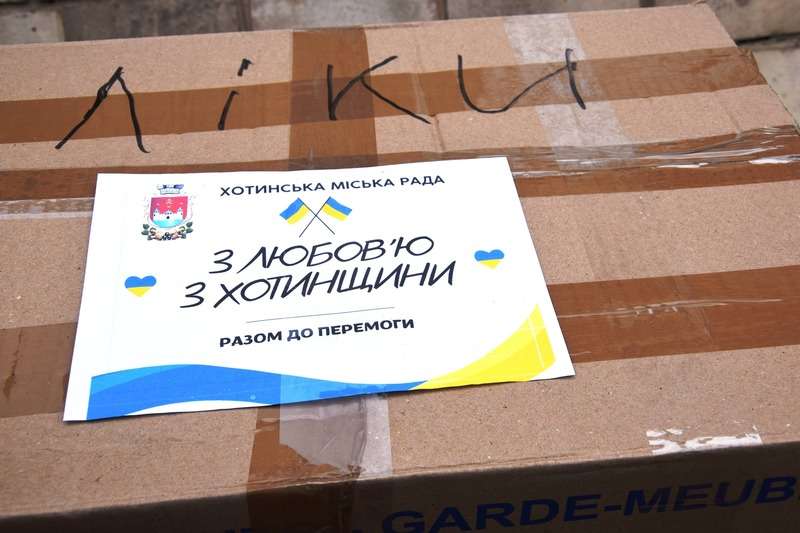 ліки
ХОТИНСЬКА МІСЬКА РАДА
З ЛЮБОВ'Ю
З ХОТИНЩИНИ
РАЗОМ ДО ПЕРЕМОГИ
GARDE-MEUB